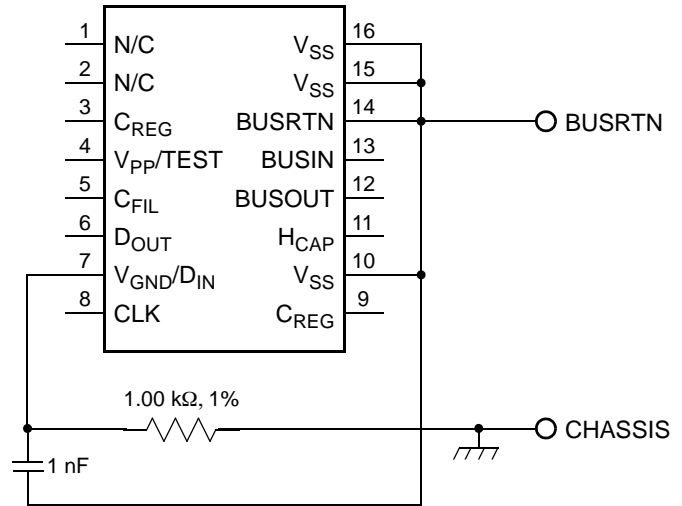 1 N/C
2 N/C
3 CREG
4 VPP/TEST
5 CFIL
6 DOUT
7 VGND/DIN
8 CLK
VSS 16
VSS 15
BUSRTN 14
BUSIN 13
BUSOUT 12
HCAP 11
VSS 10
CREG 9
BUSRTN
1.00 kΩ, 1%
CHASSIS
1 nF